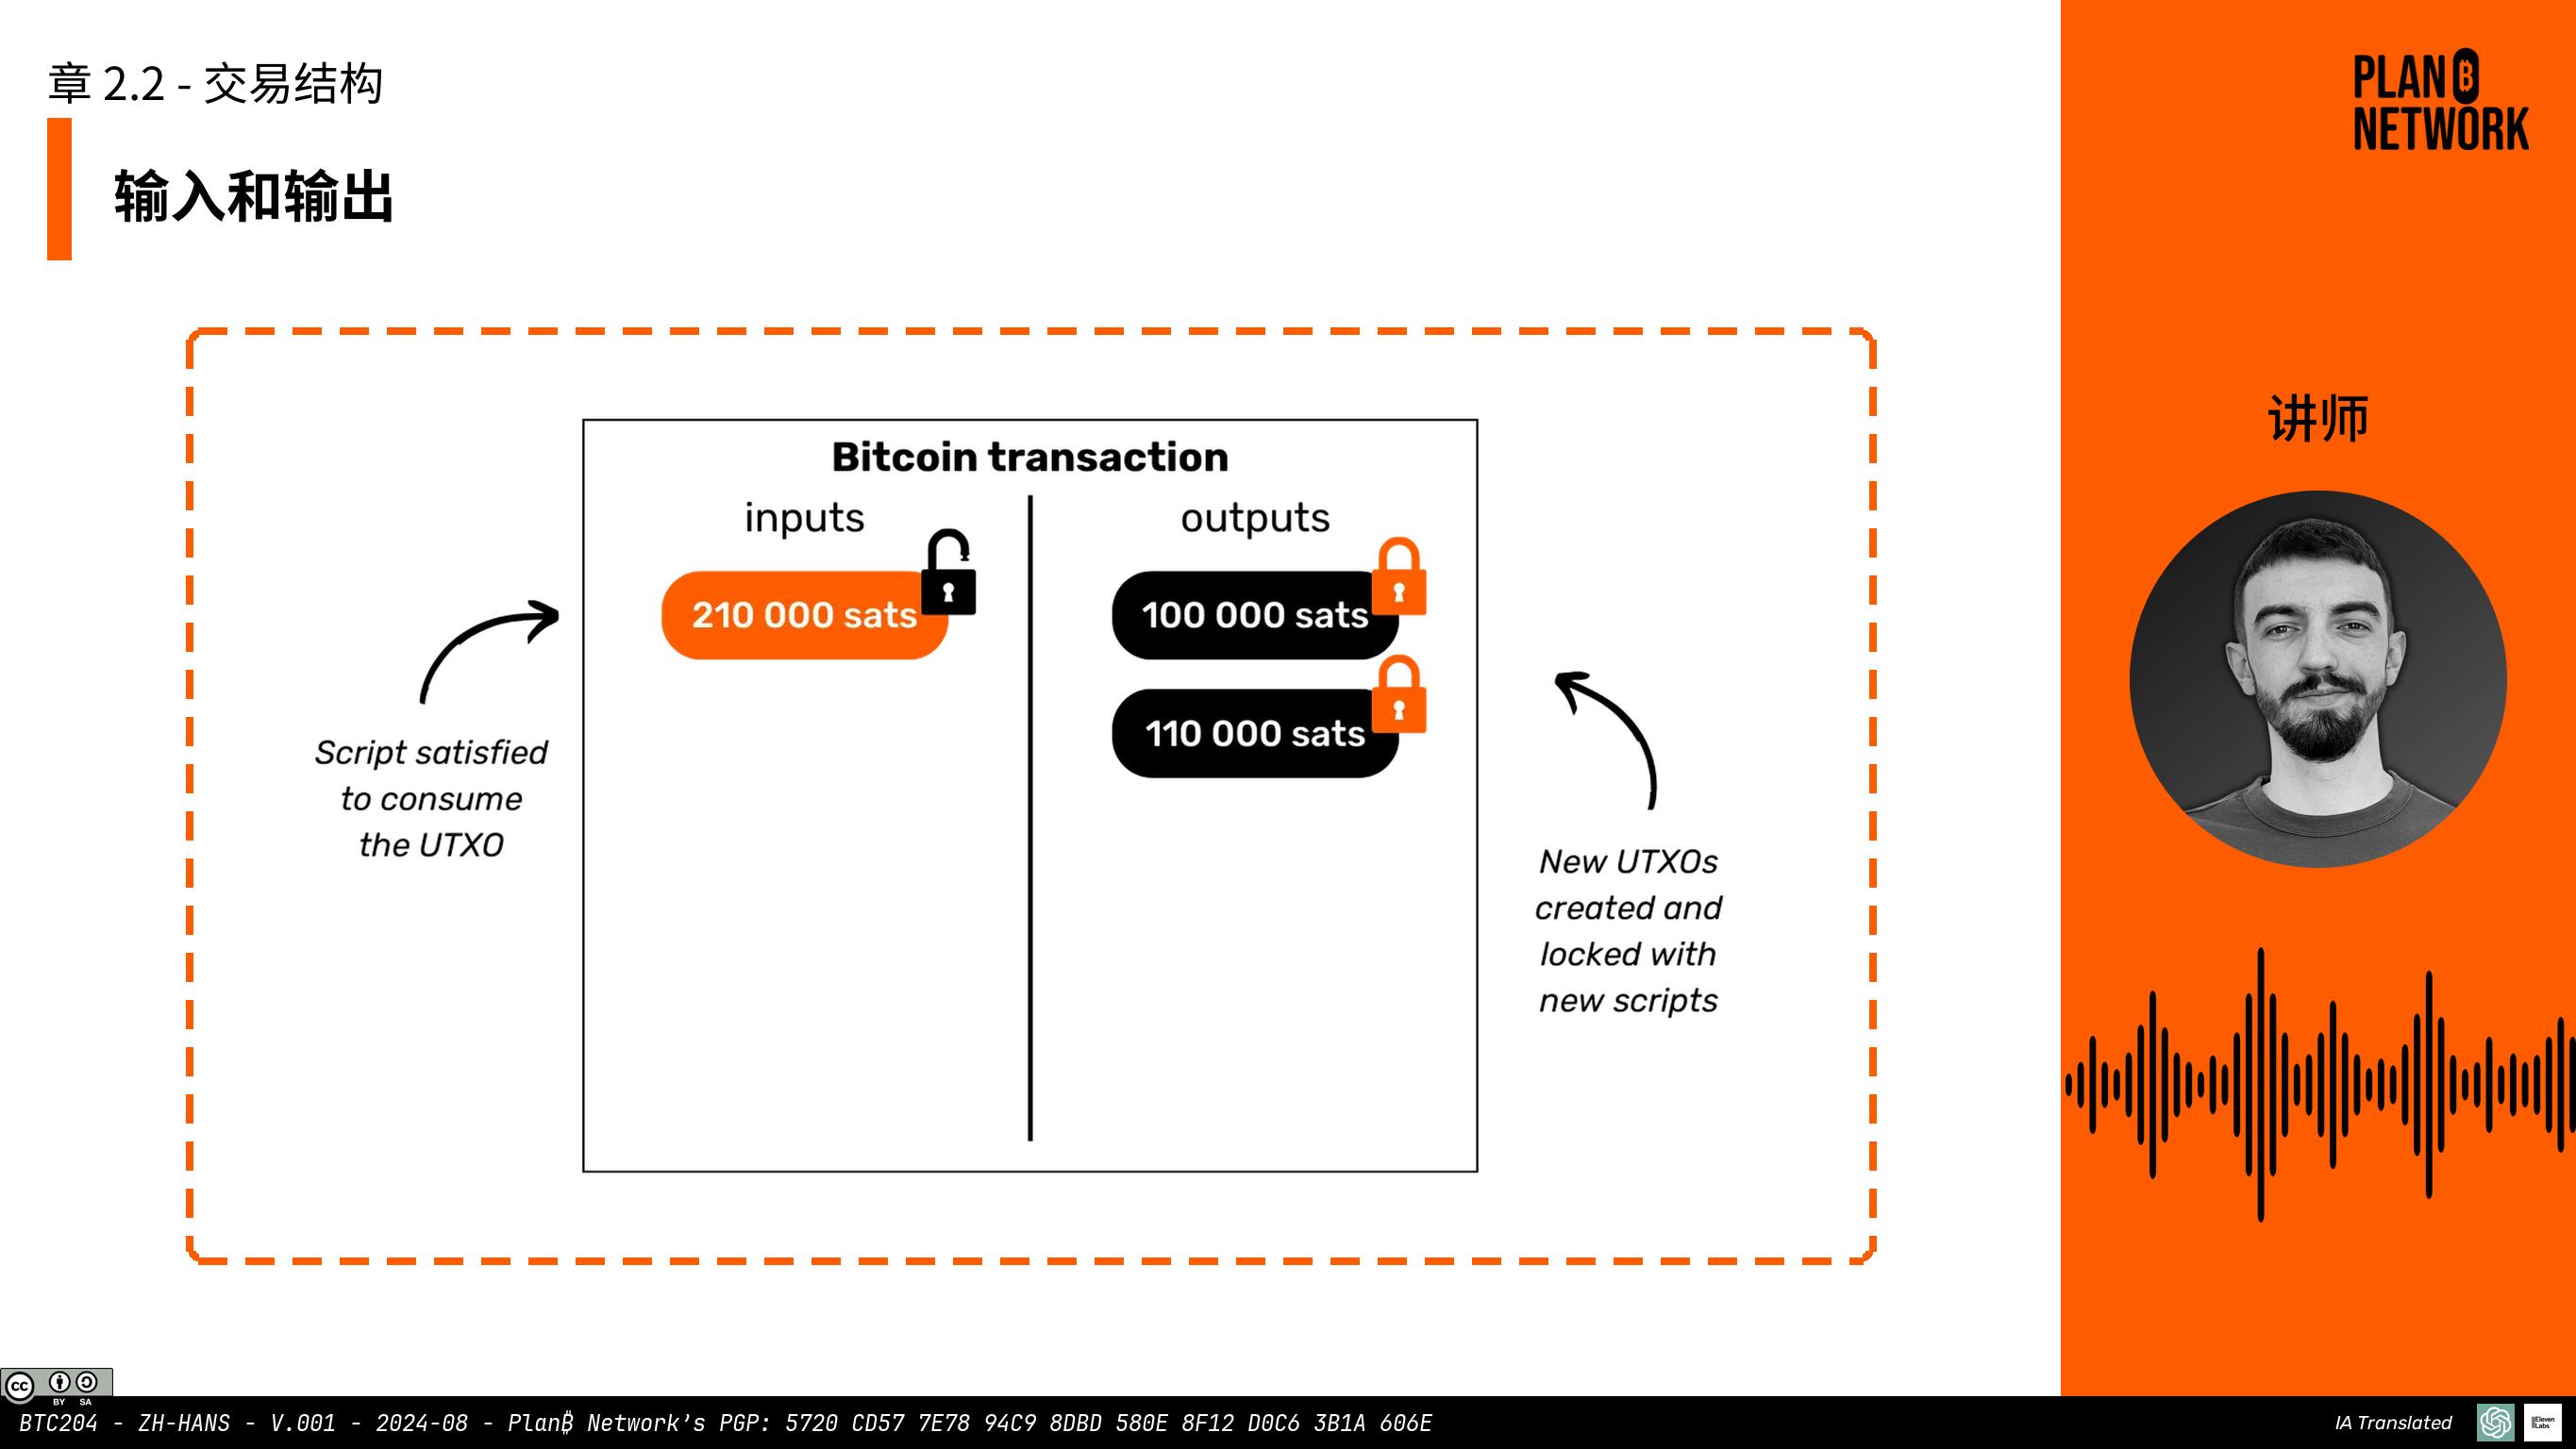 章 2.2 - 交易结构
输入和输出
PLAN ₿
NETWORK
讲师
Bitcoin transaction
inputs
outputs
210 000 sats
100 000 sats
110 000 sats
Script satisfied
to consume
the UTXO
New UTXOs
created and
locked with
new scripts
cc
BY SA
BTC204 - ZH-HANS - V.001 - 2024-08 - Plan₿ Network's PGP: 5720 CD57 7E78 94C9 8DBD 580E 8F12 D0C6 3B1A 606E
IA Translated
ElevenLabs